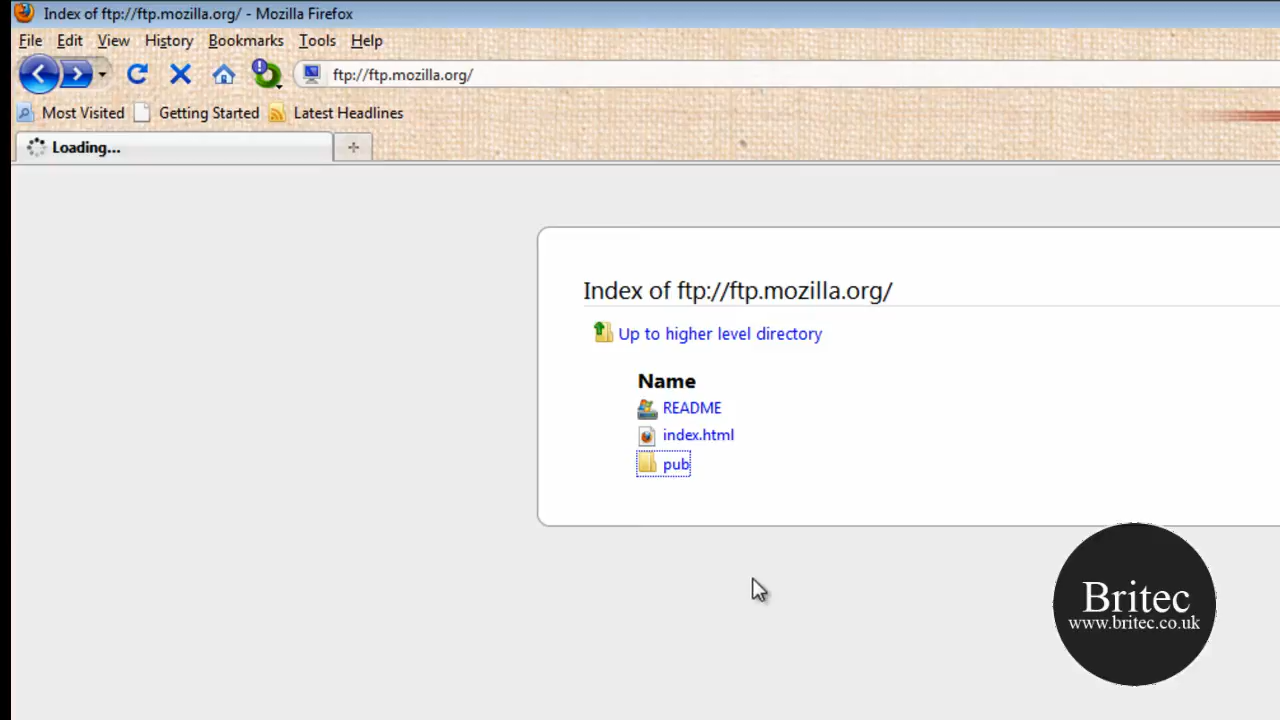 Index of ftp://ftp.mozilla.org/ - Mozilla Firefox
File Edit View History Bookmarks Tools Help
ftp://ftp.mozilla.org/
Most Visited Getting Started Latest Headlines
Loading...
Index of ftp://ftp.mozilla.org/
Up to higher level directory
Name
README
index.html
pub
Britec
www.britec.co.uk